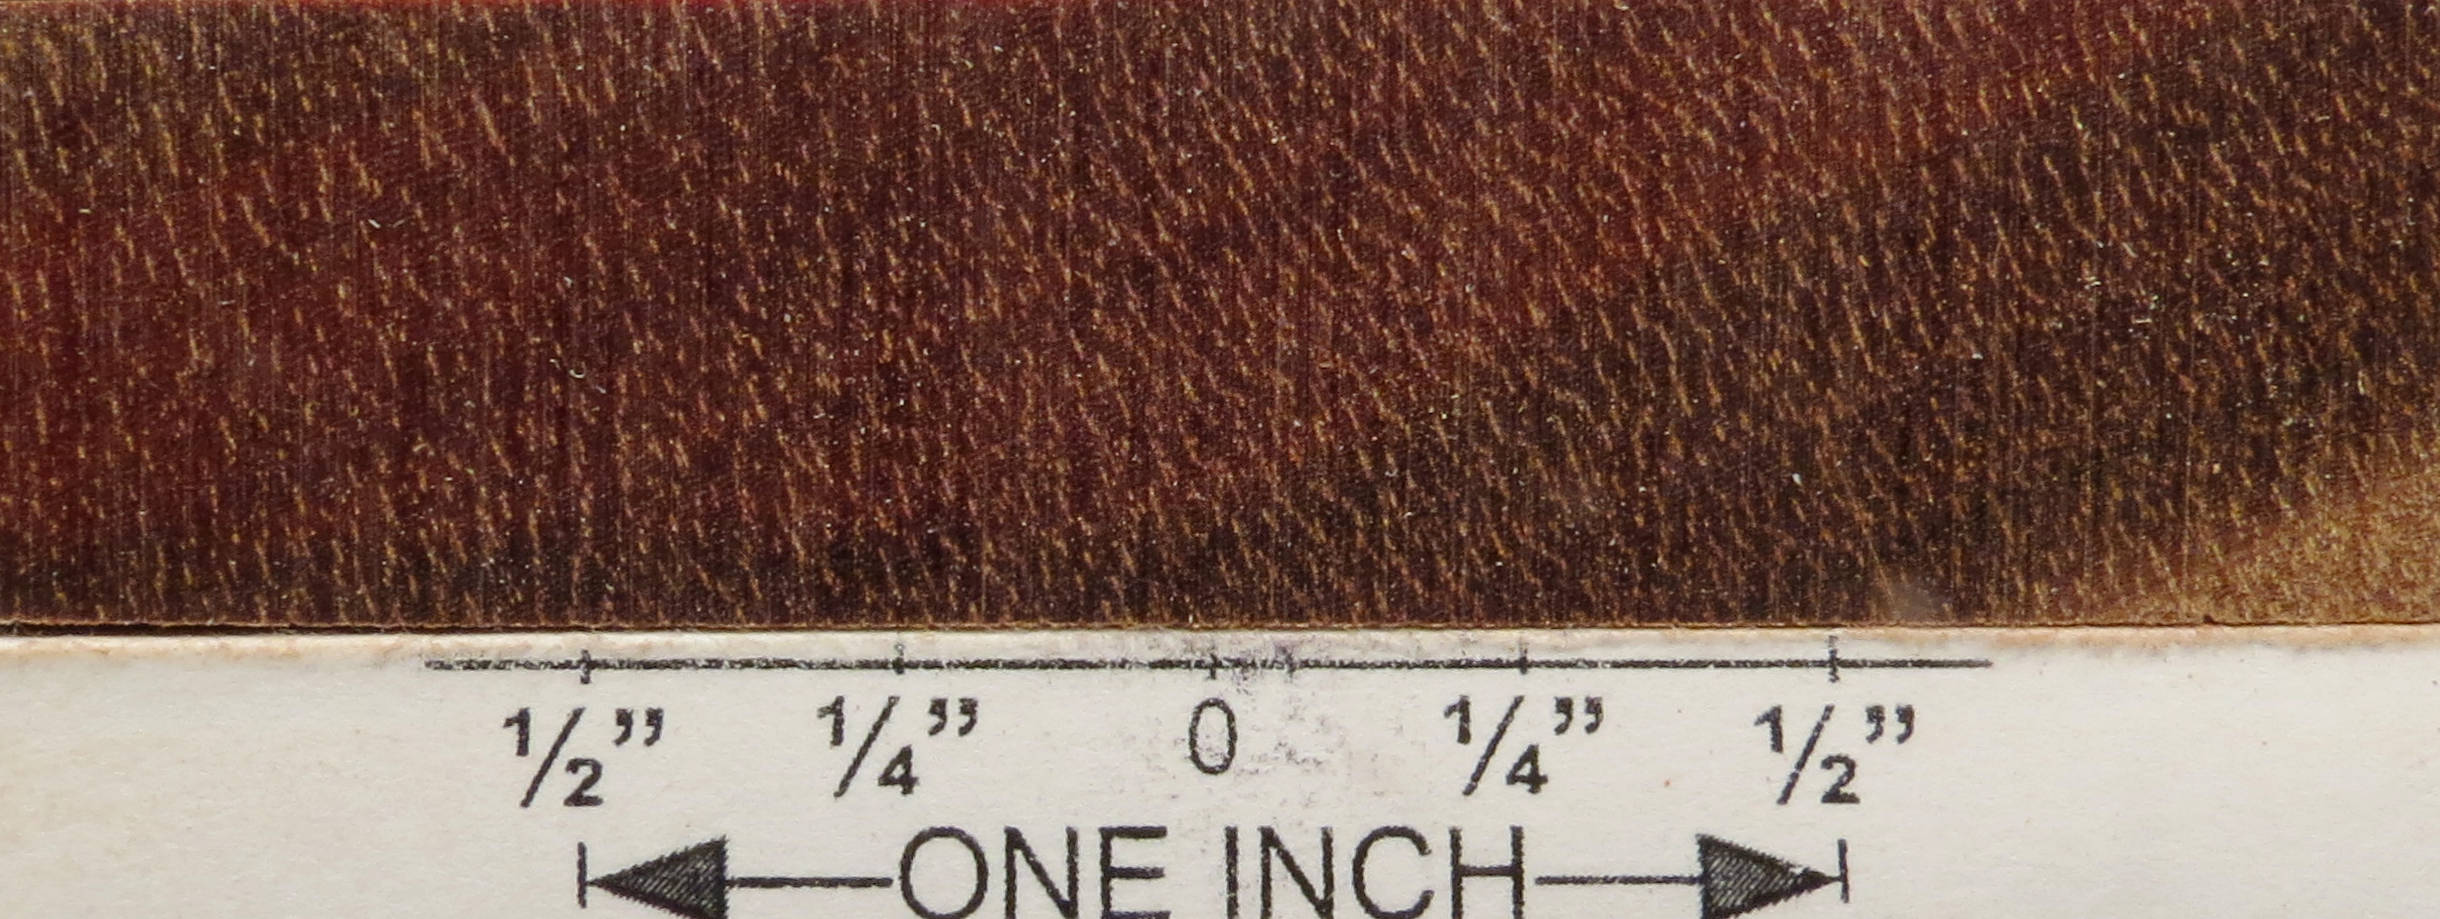 1/2” 1/4” 0 1/4” 1/2”
ONE INCH